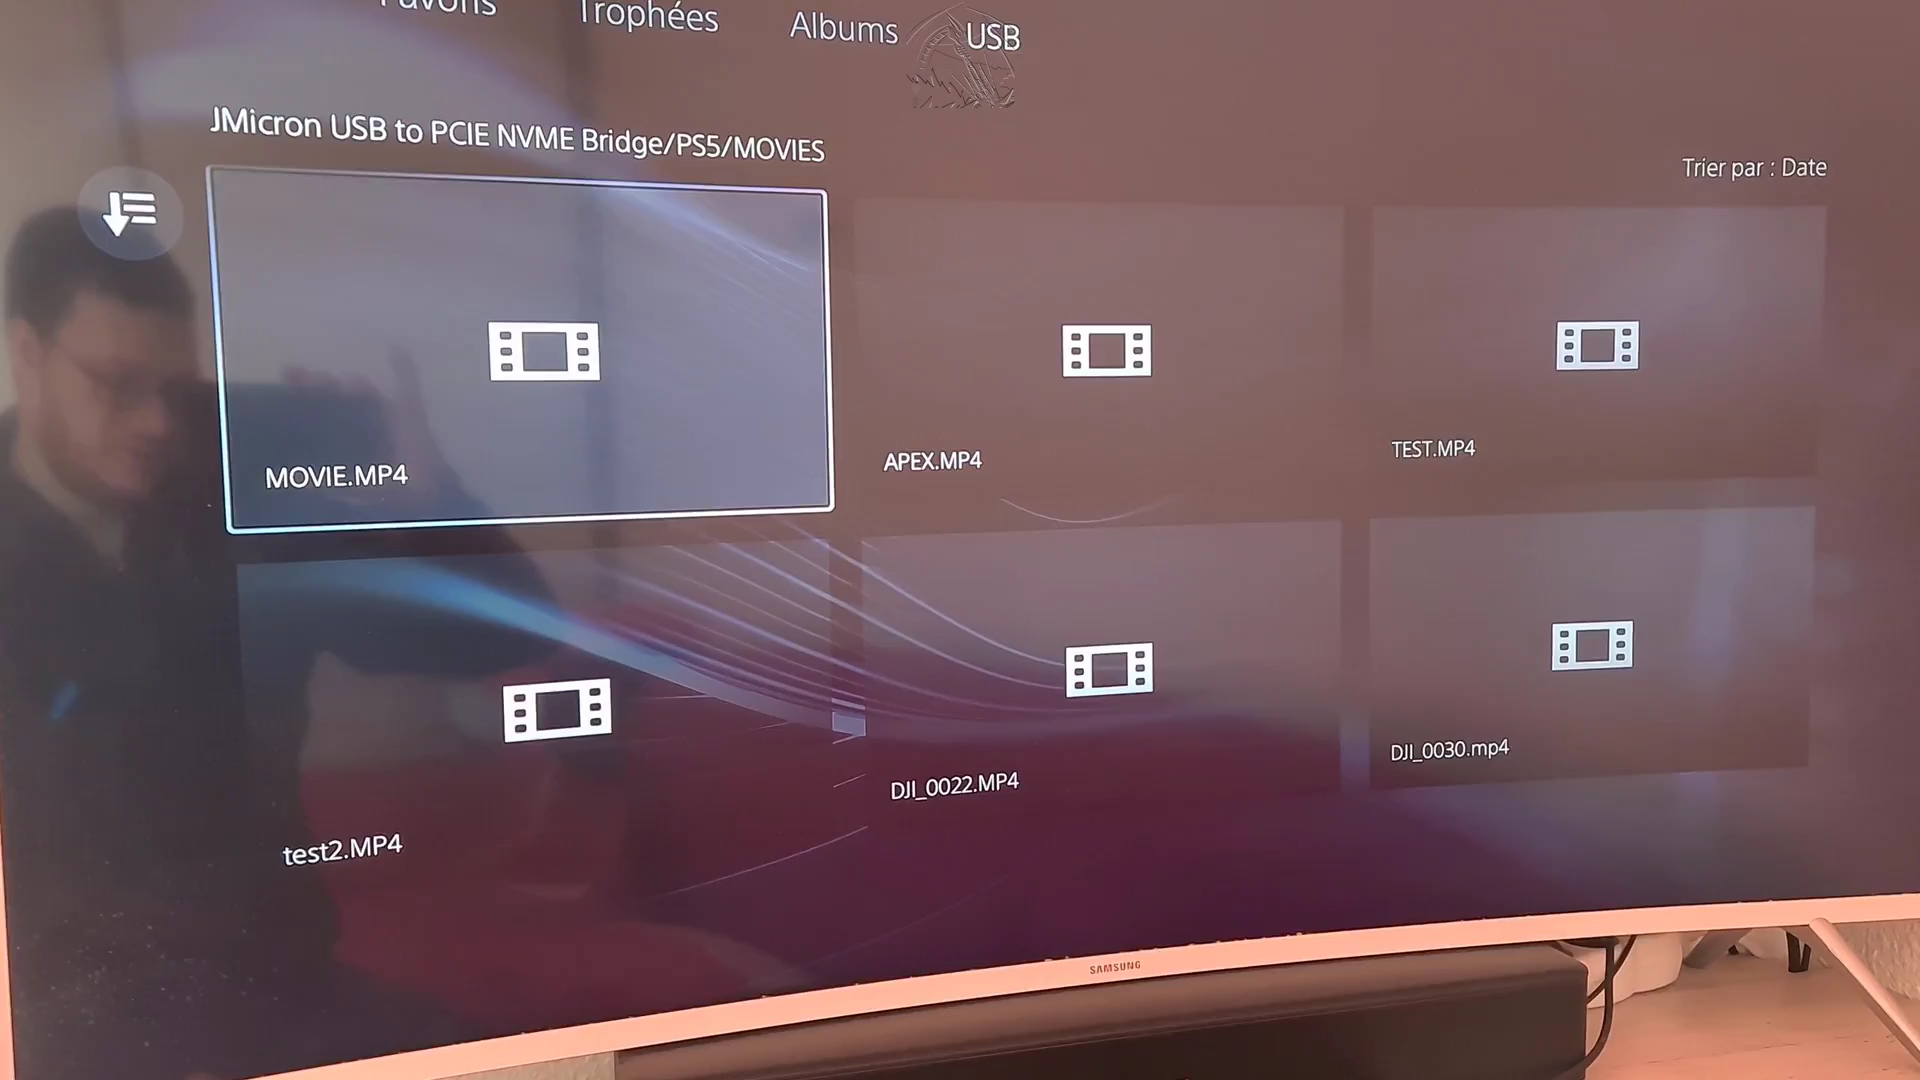 Favoris Trophées Albums USB
JMicron USB to PCIE NVME Bridge/PS5/MOVIES
Trier par : Date
MOVIE.MP4
APEX.MP4
TEST.MP4
test2.MP4
DJI_0022.MP4
DJI_0030.mp4
SAMSUNG